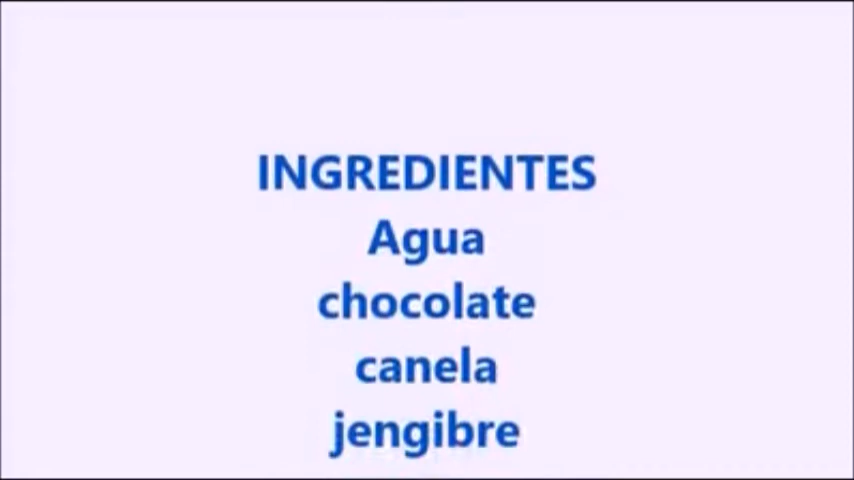 INGREDIENTES
Agua
chocolate
canela
jengibre